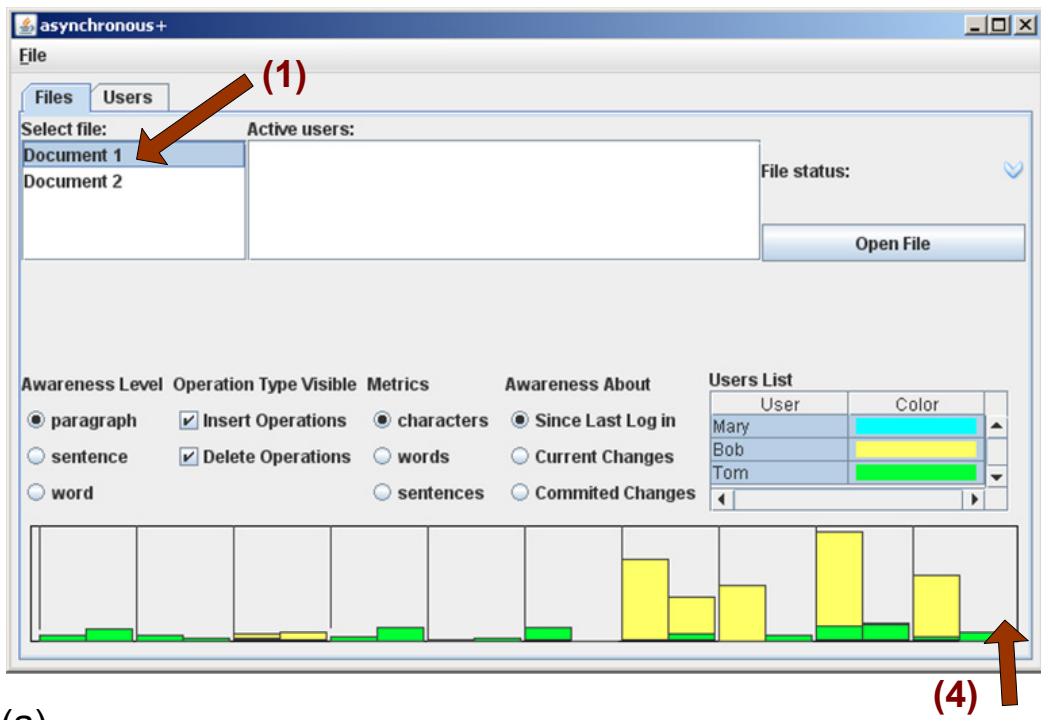 asynchronous+
File
(1)
Files Users
Select file: Active users:
Document 1
Document 2
File status:
Open File
Awareness Level Operation Type Visible Metrics Awareness About Users List
User Color
paragraph Insert Operations characters Since Last Log in
Mary
sentence Delete Operations words Current Changes
Bob
Tom
word sentences Commited Changes
(4)
(a)